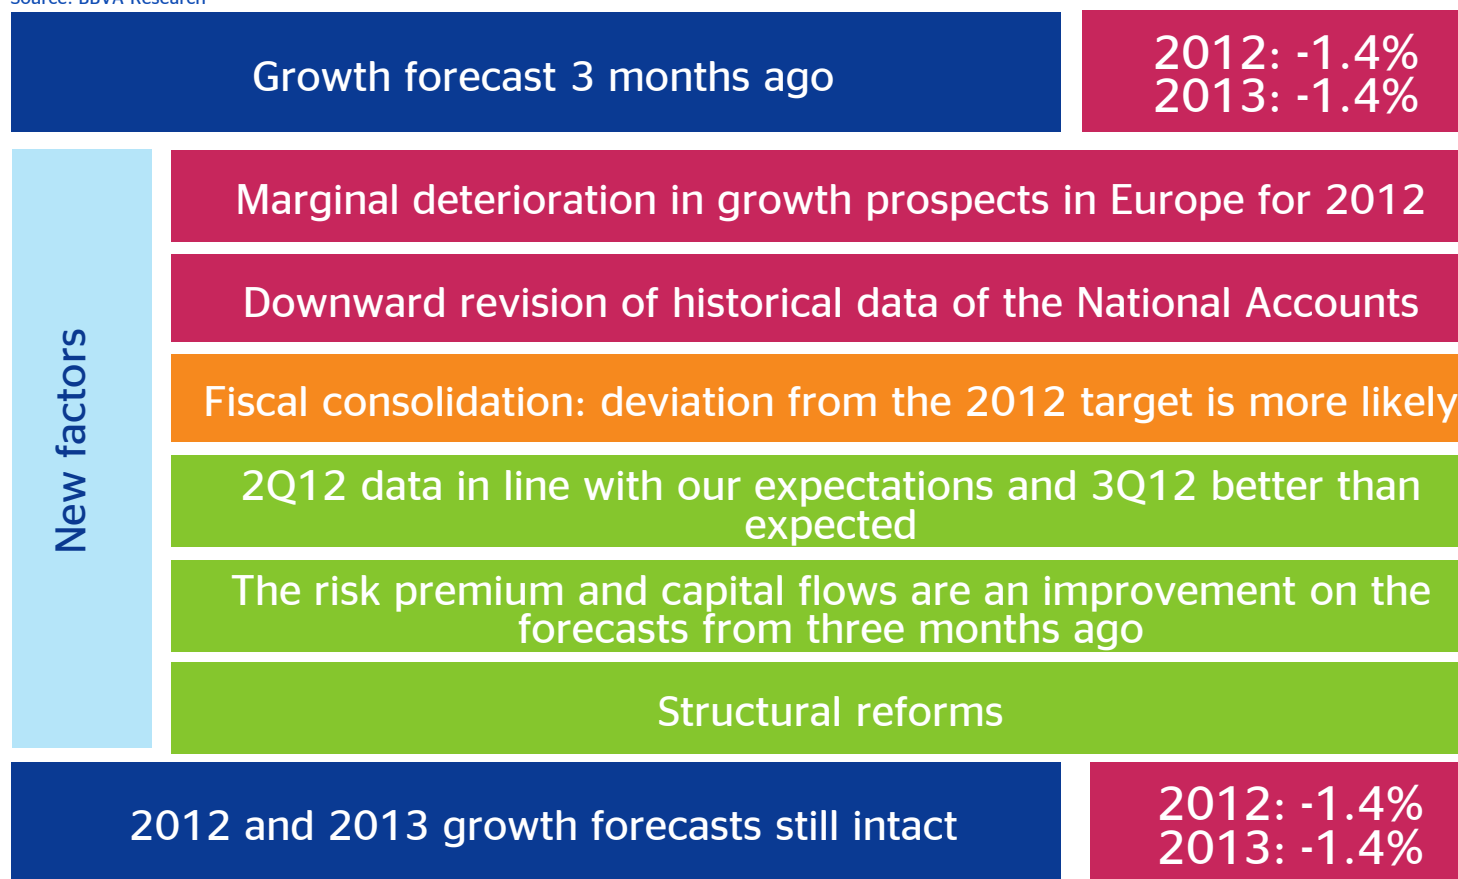 Source: BBVA Research
Growth forecast 3 months ago
2012: -1.4%
2013: -1.4%
New factors
Marginal deterioration in growth prospects in Europe for 2012
Downward revision of historical data of the National Accounts
Fiscal consolidation: deviation from the 2012 target is more likely
2Q12 data in line with our expectations and 3Q12 better than
expected
The risk premium and capital flows are an improvement on the
forecasts from three months ago
Structural reforms
2012 and 2013 growth forecasts still intact
2012: -1.4%
2013: -1.4%